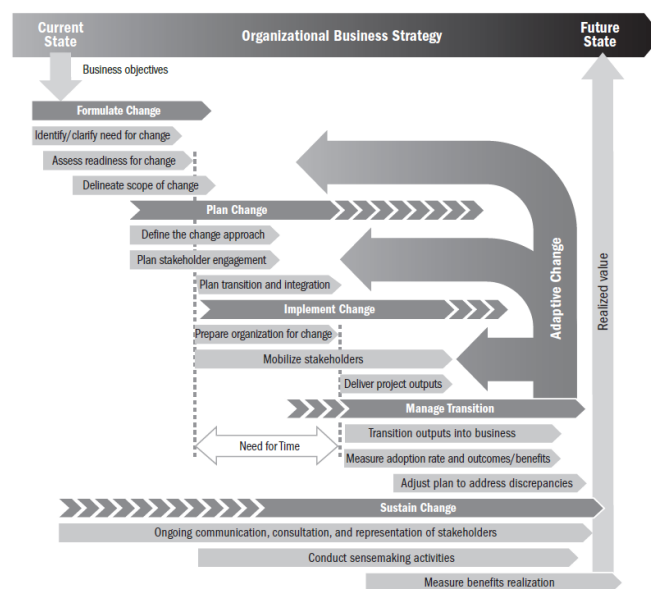 Current
State
Organizational Business Strategy
Future
State
Business objectives
Formulate Change
Identify/clarify need for change
Assess readiness for change
Delineate scope of change
Plan Change
Define the change approach
Plan stakeholder engagement
Plan transition and integration
Implement Change
Prepare organization for change
Mobilize stakeholders
Deliver project outputs
Manage Transition
Transition outputs into business
Need for Time
Measure adoption rate and outcomes/benefits
Adjust plan to address discrepancies
Sustain Change
Ongoing communication, consultation, and representation of stakeholders
Conduct sensemaking activities
Measure benefits realization
Adaptive Change
Realized value